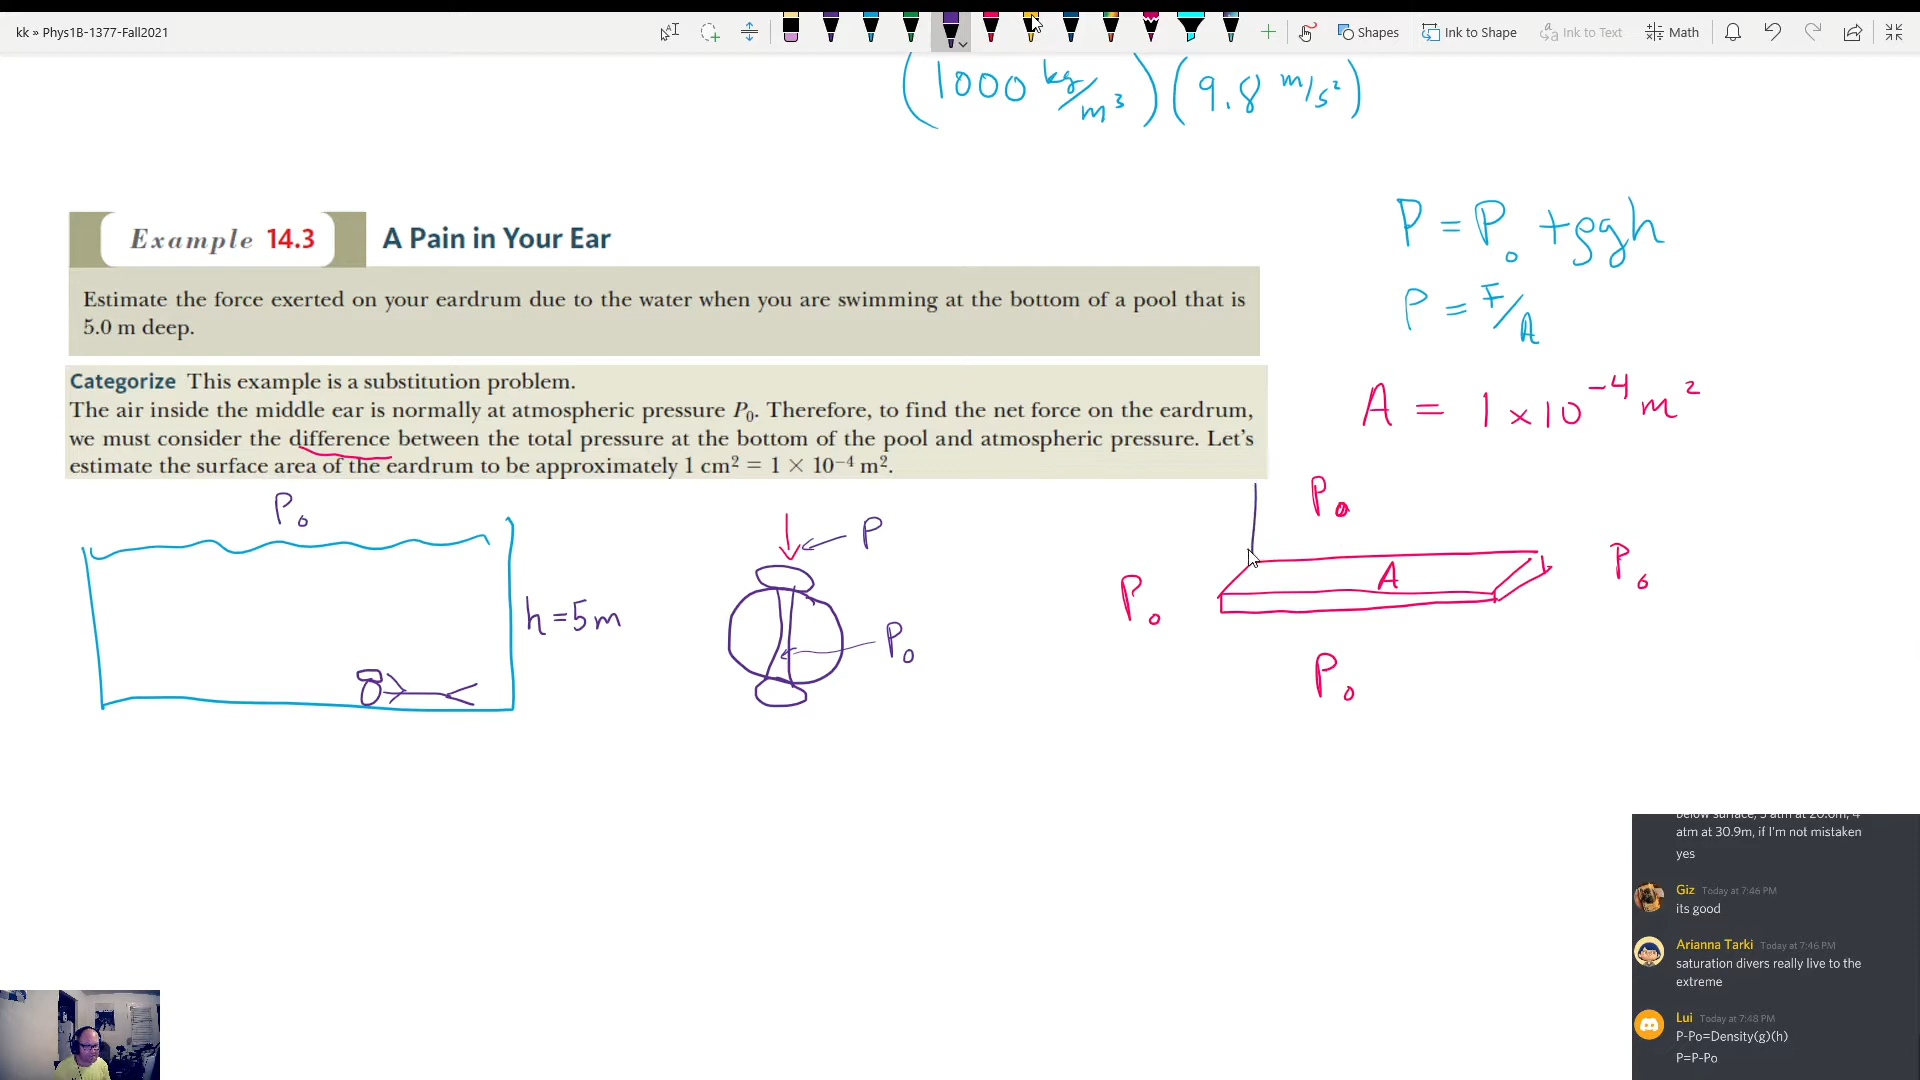 kk » Phys1B-1377-Fall2021
Shapes
Ink to Shape
Ink to Text
Math
(1000 kg/m³)(9.8 m/s²)
Example 14.3 A Pain in Your Ear
Estimate the force exerted on your eardrum due to the water when you are swimming at the bottom of a pool that is
5.0 m deep.
Categorize This example is a substitution problem.
The air inside the middle ear is normally at atmospheric pressure P₀. Therefore, to find the net force on the eardrum,
we must consider the difference between the total pressure at the bottom of the pool and atmospheric pressure. Let's
estimate the surface area of the eardrum to be approximately 1 cm² = 1 × 10⁻⁴ m².
P = P₀ + ρgh
P = F/A
A = 1 × 10⁻⁴ m²
P₀
h = 5m
P
P₀
P₀
P₀
A
P₀
P₀
below surface, 3 atm at 20.6m, 4
atm at 30.9m, if I'm not mistaken
yes
Giz Today at 7:46 PM
its good
Arianna Tarki Today at 7:46 PM
saturation divers really live to the
extreme
Lui Today at 7:48 PM
P-Po=Density(g)(h)
P=P-Po